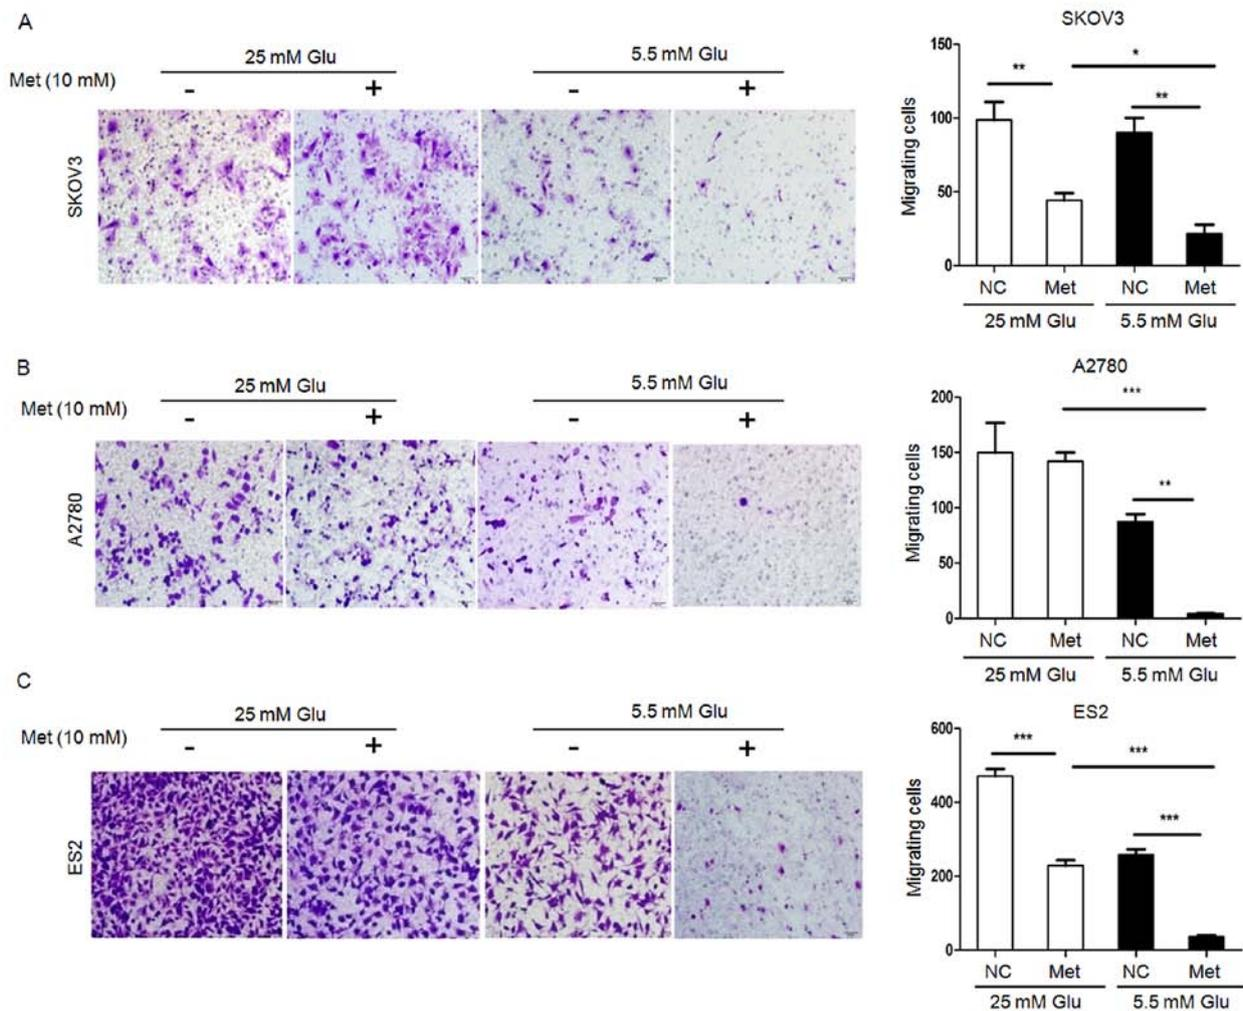 A
25 mM Glu
5.5 mM Glu
Met (10 mM)
- + - +
SKOV3
SKOV3
150
100
50
0
Migrating cells
** * **
NC Met NC Met
25 mM Glu 5.5 mM Glu
B
25 mM Glu
5.5 mM Glu
Met (10 mM)
- + - +
A2780
A2780
200
150
100
50
0
Migrating cells
*** **
NC Met NC Met
25 mM Glu 5.5 mM Glu
C
25 mM Glu
5.5 mM Glu
Met (10 mM)
- + - +
ES2
ES2
600
400
200
0
Migrating cells
*** *** ***
NC Met NC Met
25 mM Glu 5.5 mM Glu